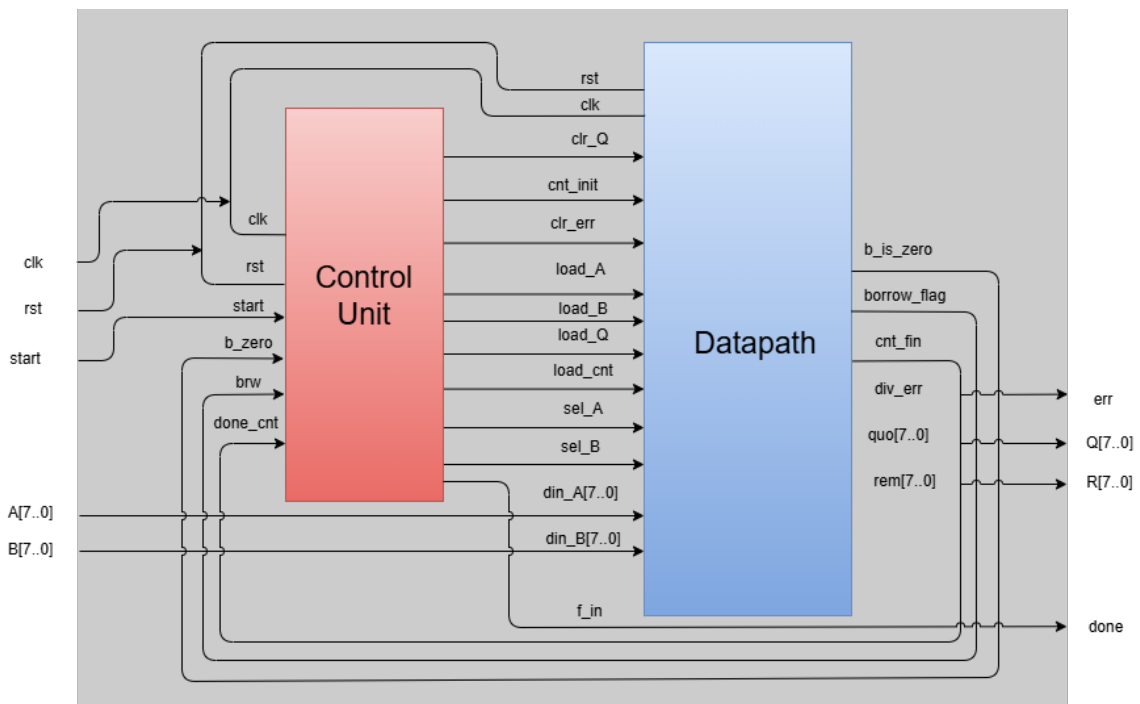 rst
clk
clr_Q
cnt_init
clk
clr_err
b_is_zero
clk
rst
Control
Unit
load_A
borrow_flag
rst
start
load_B
load_Q
Datapath
cnt_fin
start
b_zero
load_cnt
div_err
err
brw
sel_A
done_cnt
quo[7..0]
Q[7..0]
sel_B
rem[7..0]
R[7..0]
din_A[7..0]
A[7..0]
din_B[7..0]
B[7..0]
f_in
done